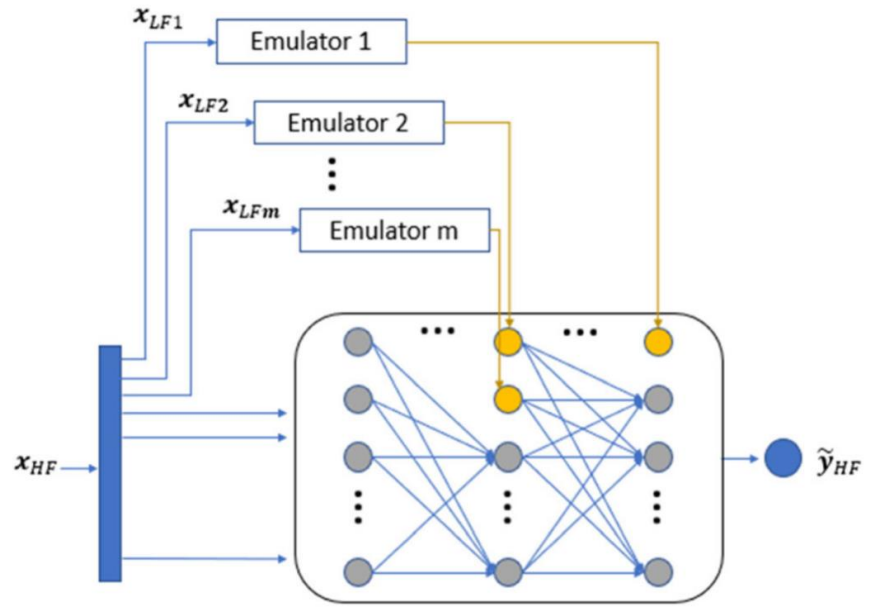 x_LF1
Emulator 1
x_LF2
Emulator 2
x_LFm
Emulator m
x_HF
ỹ_HF